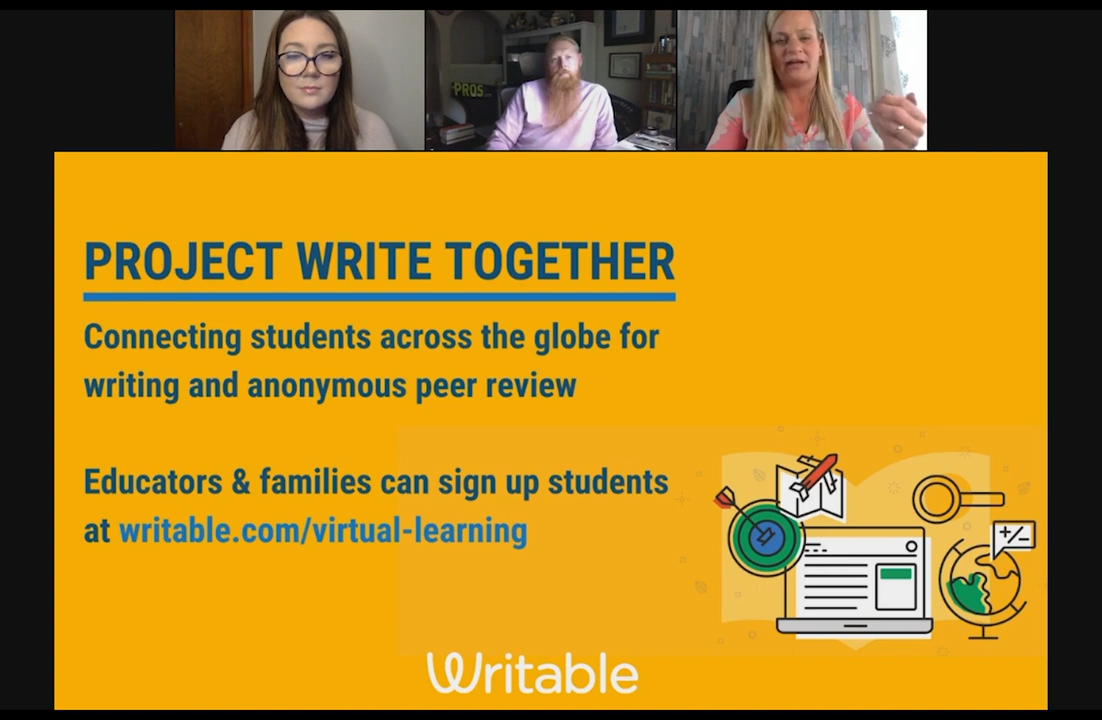 PROS
PROJECT WRITE TOGETHER
Connecting students across the globe for
writing and anonymous peer review
Educators & families can sign up students
at writable.com/virtual-learning
+/-
Writable